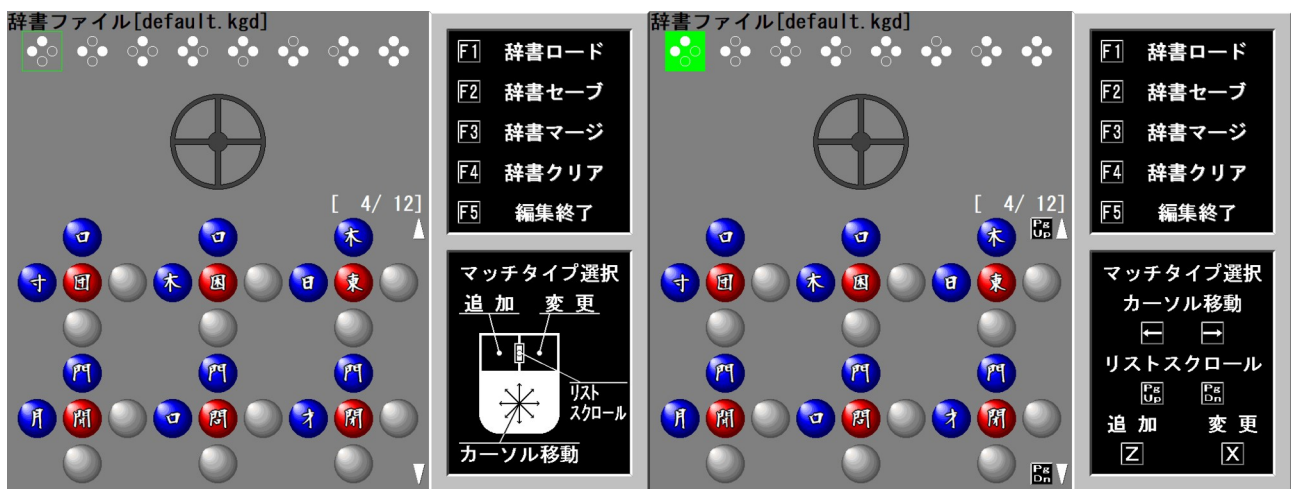 辞書ファイル[default.kgd]
[ 4/ 12]
口 口 木
寸 団 木 困 日 東
門 門 門
月 閒 口 問 才 閉
F1 辞書ロード
F2 辞書セーブ
F3 辞書マージ
F4 辞書クリア
F5 編集終了
マッチタイプ選択
追 加 変 更
リスト
スクロール
カーソル移動
辞書ファイル[default.kgd]
[ 4/ 12]
Pg Up
口 口 木
寸 団 木 困 日 東
門 門 門
月 閒 口 問 才 閉
Pg Dn
F1 辞書ロード
F2 辞書セーブ
F3 辞書マージ
F4 辞書クリア
F5 編集終了
マッチタイプ選択
カーソル移動
← →
リストスクロール
Pg Up Pg Dn
追 加 変 更
Z X